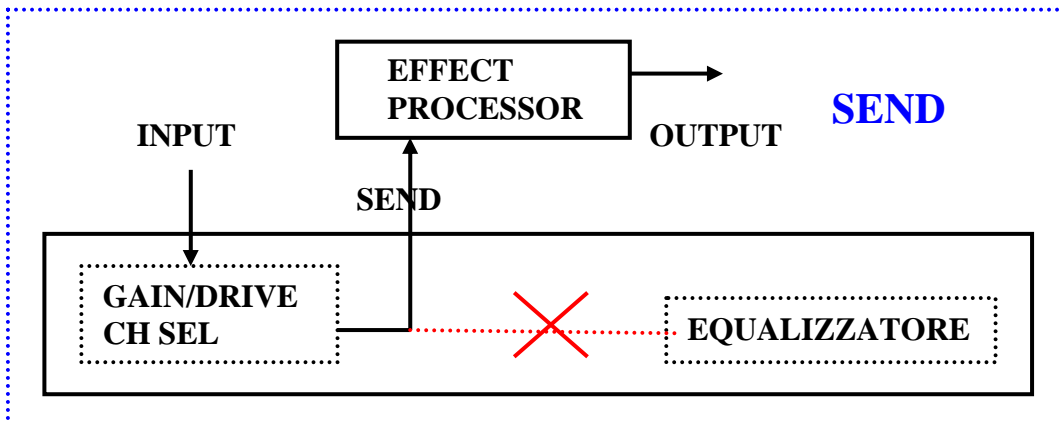 EFFECT
PROCESSOR
SEND
INPUT
OUTPUT
SEND
GAIN/DRIVE
CH SEL
EQUALIZZATORE